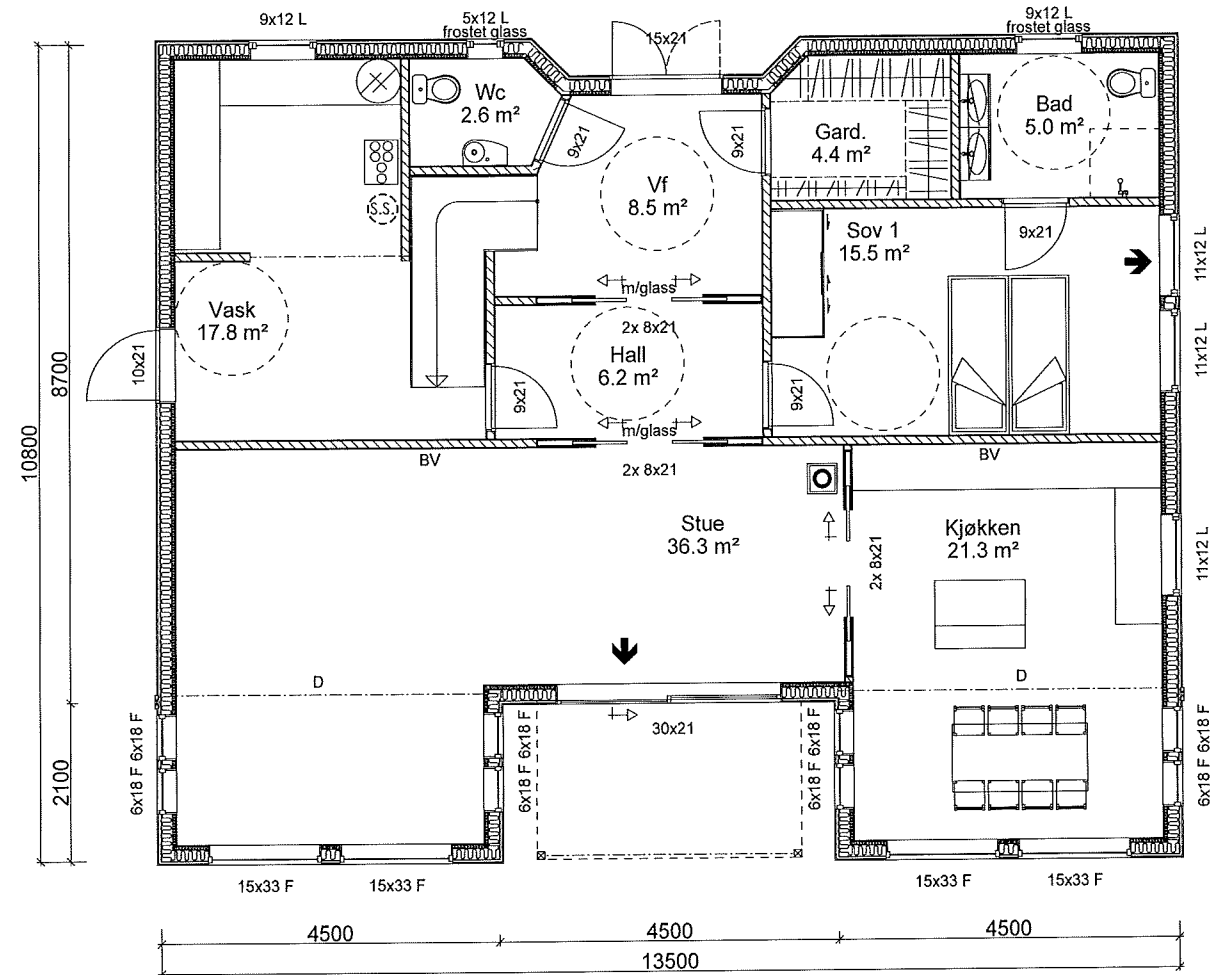 9x12 L
5x12 L
frostet glass
15x21
9x12 L
frostet glass
Wc
2.6 m²
9x21
9x21
Gard.
4.4 m²
Bad
5.0 m²
Vf
8.5 m²
S.S.
Sov 1
15.5 m²
9x21
11x12 L
m/glass
2x 8x21
Vask
17.8 m²
10x21
Hall
6.2 m²
9x21
9x21
11x12 L
8700
10800
m/glass
2x 8x21
BV
BV
Stue
36.3 m²
2x 8x21
Kjøkken
21.3 m²
11x12 L
D
D
30x21
6x18 F 6x18 F
6x18 F 6x18 F
6x18 F 6x18 F
6x18 F 6x18 F
2100
15x33 F
15x33 F
15x33 F
15x33 F
4500
4500
4500
13500